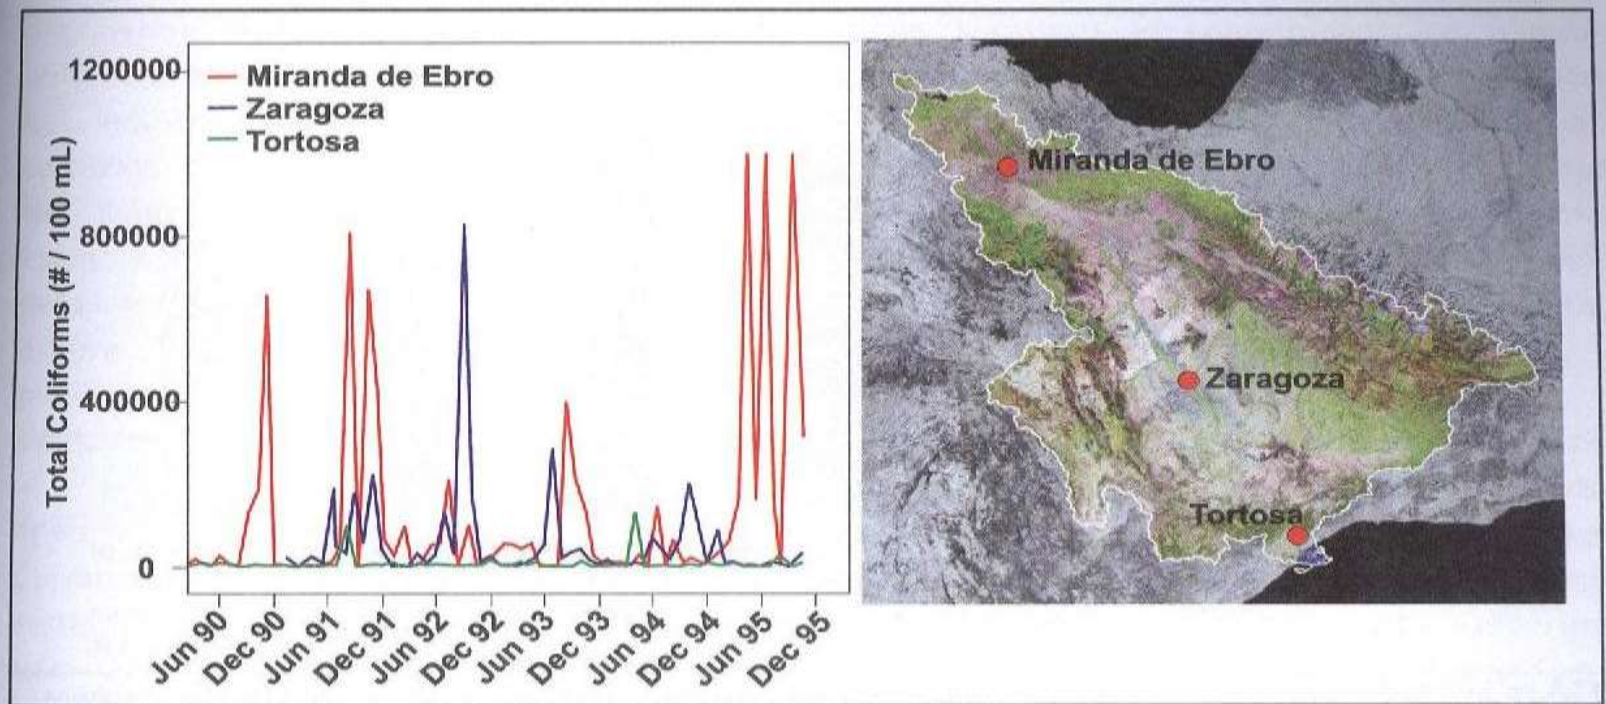 1200000
800000
400000
0
Total Coliforms (# / 100 mL)
Miranda de Ebro
Zaragoza
Tortosa
Jun 90
Dec 90
Jun 91
Dec 91
Jun 92
Dec 92
Jun 93
Dec 93
Jun 94
Dec 94
Jun 95
Dec 95
Miranda de Ebro
Zaragoza
Tortosa